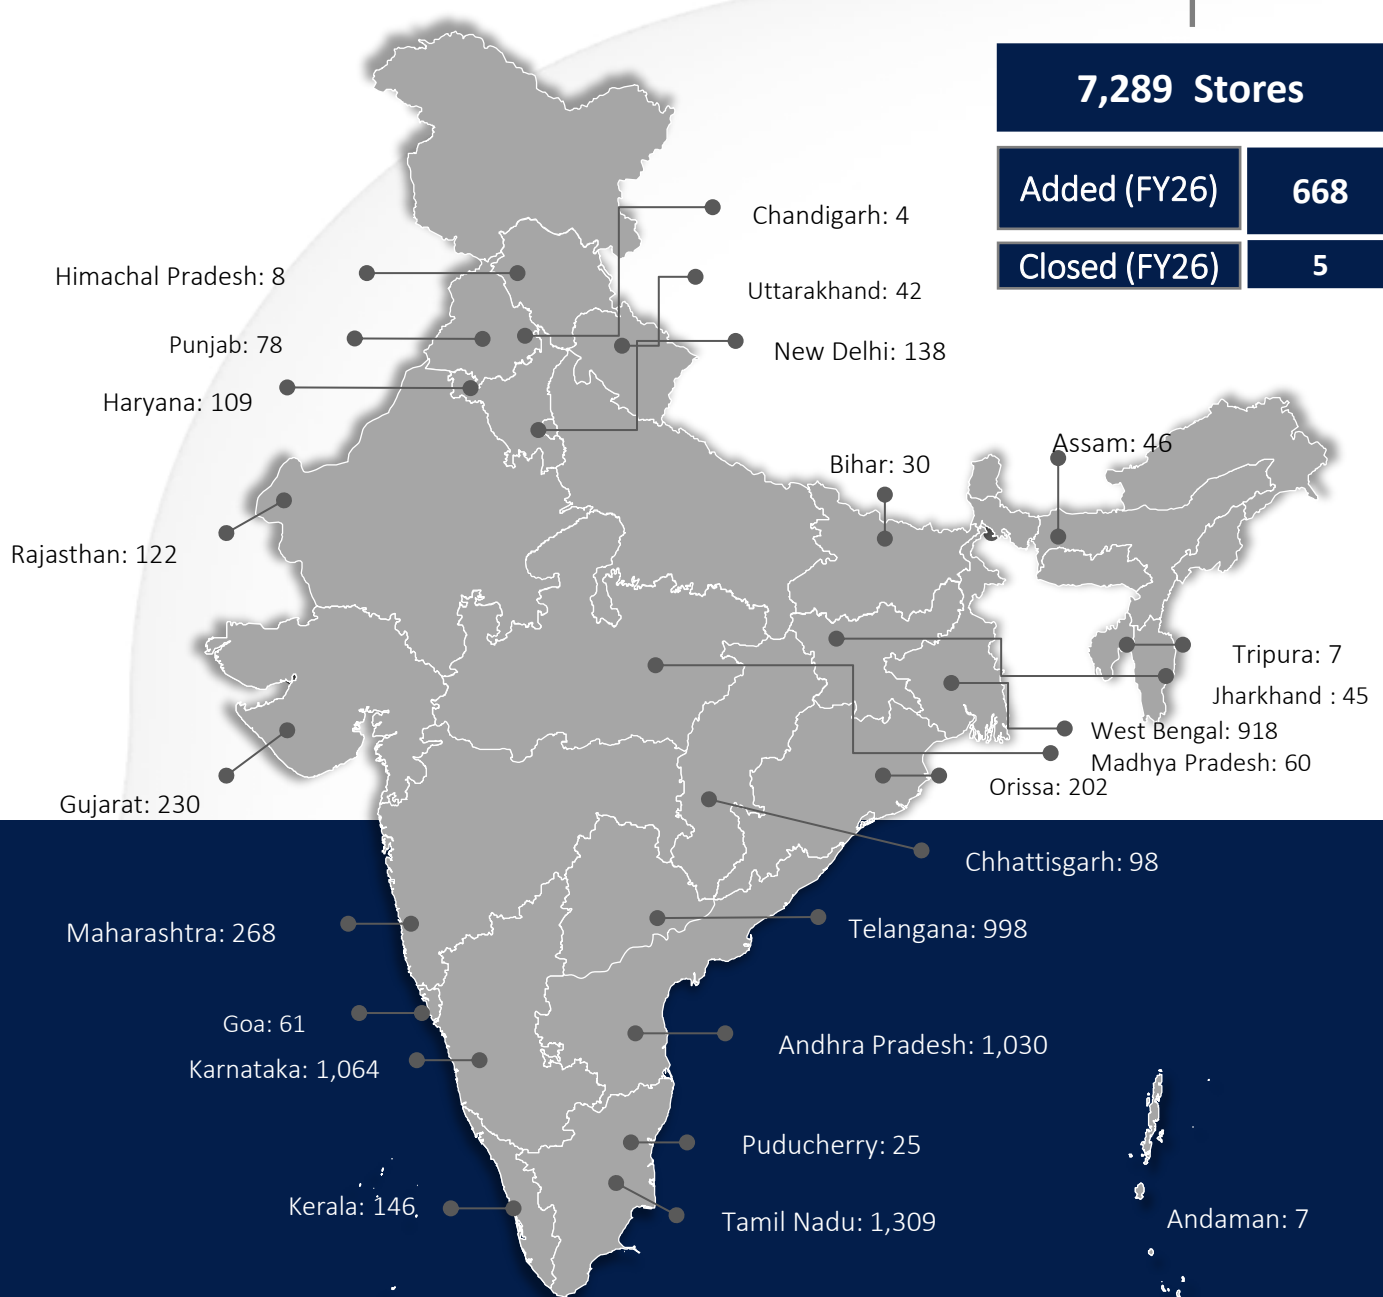 7,289 Stores
Added (FY26) 668
Closed (FY26) 5
Chandigarh: 4
Himachal Pradesh: 8
Uttarakhand: 42
Punjab: 78
New Delhi: 138
Haryana: 109
Assam: 46
Bihar: 30
Rajasthan: 122
Tripura: 7
Jharkhand : 45
West Bengal: 918
Madhya Pradesh: 60
Orissa: 202
Gujarat: 230
Chhattisgarh: 98
Maharashtra: 268
Telangana: 998
Goa: 61
Andhra Pradesh: 1,030
Karnataka: 1,064
Puducherry: 25
Kerala: 146
Tamil Nadu: 1,309
Andaman: 7